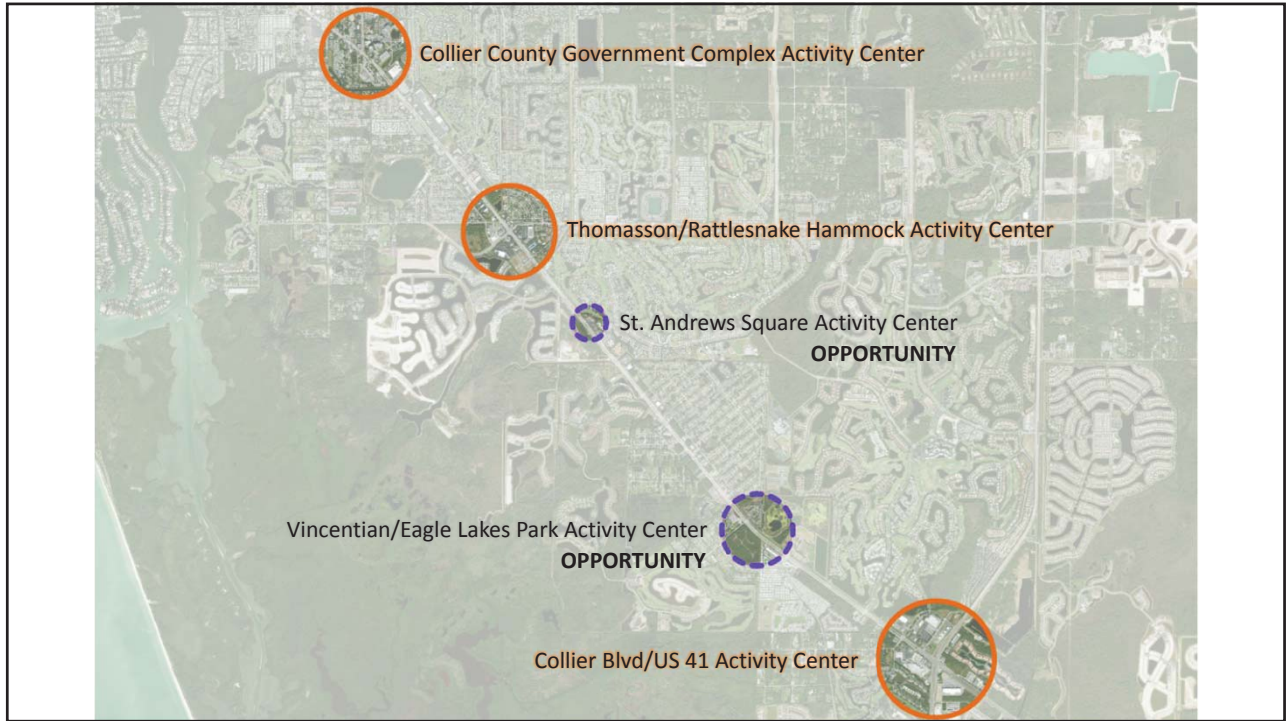 Collier County Government Complex Activity Center
Thomasson/Rattlesnake Hammock Activity Center
St. Andrews Square Activity Center
OPPORTUNITY
Vincentian/Eagle Lakes Park Activity Center
OPPORTUNITY
Collier Blvd/US 41 Activity Center